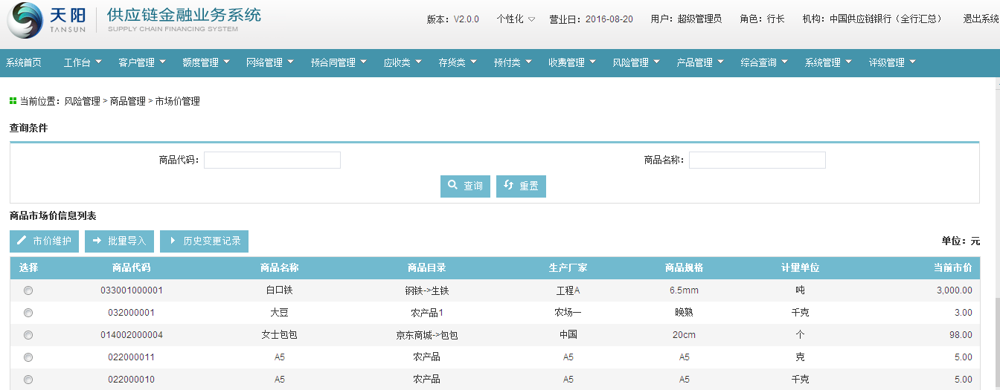 天阳 供应链金融业务系统
TANSUN SUPPLY CHAIN FINANCING SYSTEM
版本：V2.0.0 个性化 营业日：2016-08-20 用户：超级管理员 角色：行长 机构：中国供应链银行（全行汇总） 退出系统
系统首页 工作台 客户管理 额度管理 网络管理 预合同管理 应收类 存货类 预付类 收费管理 风险管理 产品管理 综合查询 系统管理 评级管理
当前位置：风险管理 > 商品管理 > 市场价管理
查询条件
商品代码： 商品名称：
查询 重置
商品市场价信息列表
市价维护 批量导入 历史变更记录 单位：元
选择 商品代码 商品名称 商品目录 生产厂家 商品规格 计量单位 当前市价
033001000001 白口铁 钢铁->生铁 工程A 6.5mm 吨 3,000.00
032000001 大豆 农产品1 农场一 晚熟 千克 3.00
014002000004 女士包包 京东商城->包包 中国 20cm 个 98.00
022000011 A5 农产品 A5 A5 克 5.00
022000010 A5 农产品 A5 A5 千克 5.00